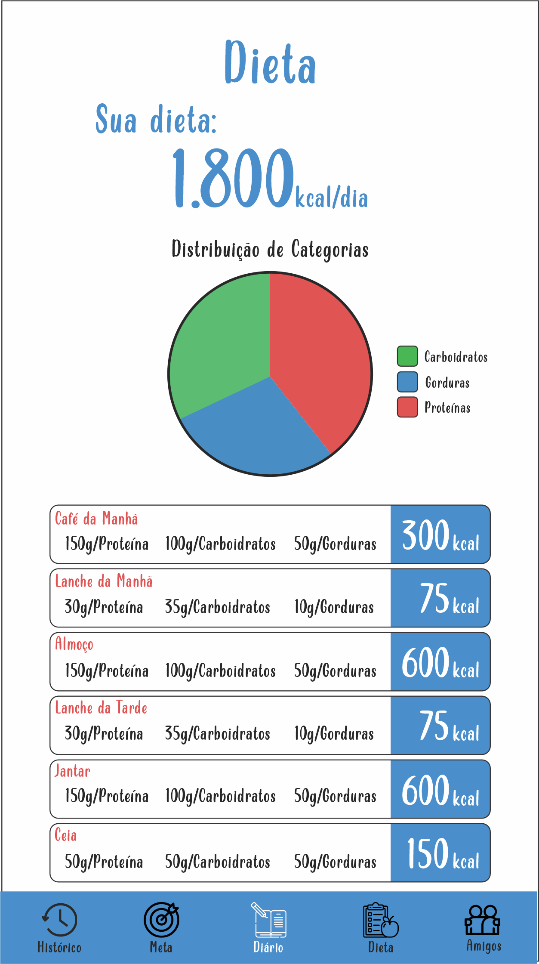 Dieta
Sua dieta:
1.800kcal/dia
Distribuição de Categorias
Carboidratos
Gorduras
Proteínas
Café da Manhã
150g/Proteína 100g/Carboidratos 50g/Gorduras 300kcal
Lanche da Manhã
30g/Proteína 35g/Carboidratos 10g/Gorduras 75kcal
Almoço
150g/Proteína 100g/Carboidratos 50g/Gorduras 600kcal
Lanche da Tarde
30g/Proteína 35g/Carboidratos 10g/Gorduras 75kcal
Jantar
150g/Proteína 100g/Carboidratos 50g/Gorduras 600kcal
Ceia
50g/Proteína 50g/Carboidratos 50g/Gorduras 150kcal
Histórico Meta Diário Dieta Amigos